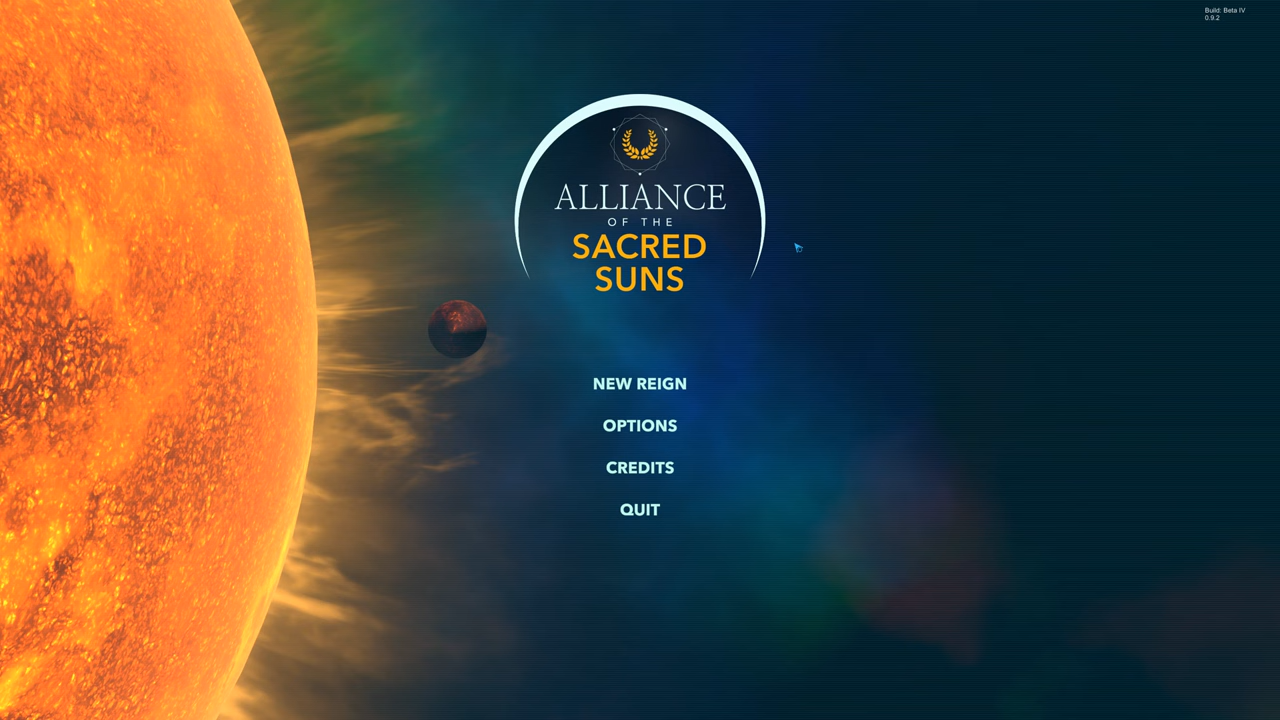 Build: Beta IV
0.9.2
ALLIANCE
OF THE
SACRED
SUNS
NEW REIGN
OPTIONS
CREDITS
QUIT